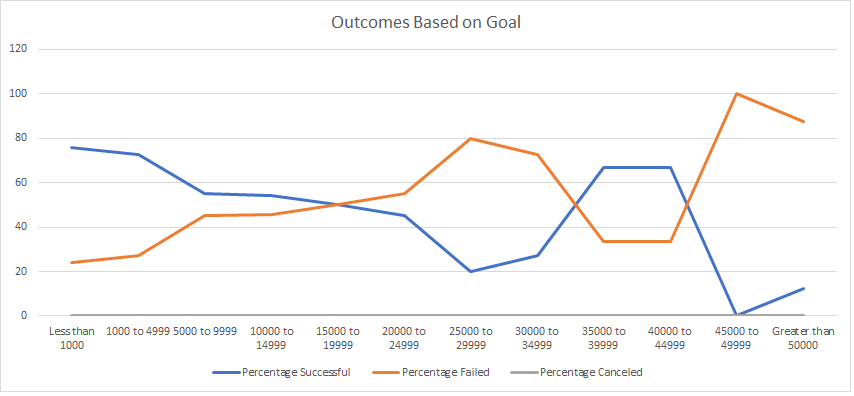 Outcomes Based on Goal
120
100
80
60
40
20
0
Less than 1000 to 4999 5000 to 9999 10000 to 15000 to 20000 to 25000 to 30000 to 35000 to 40000 to 45000 to Greater than
1000 14999 19999 24999 29999 34999 39999 44999 49999 50000
Percentage Successful Percentage Failed Percentage Canceled